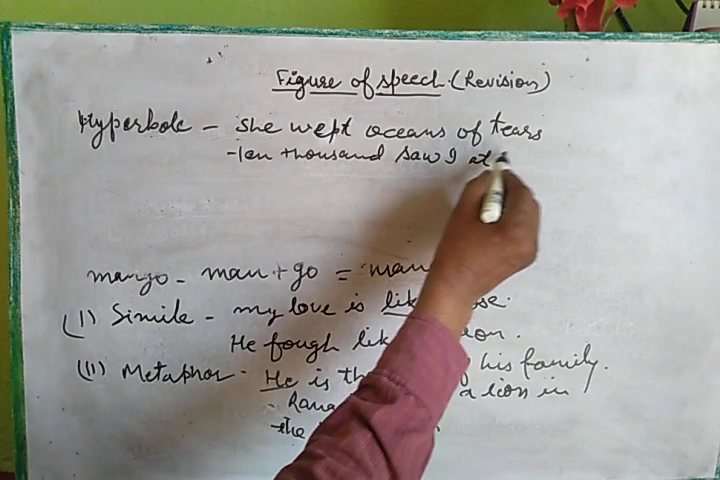 Figure of speech. (Revision)
Hyperbole - She wept oceans of tears
- Ten thousand saw I at
mango - man + go = man
(I) Simile - my love is like
He fough lik
(II) Metaphor - He is th his family.
a lion in
the